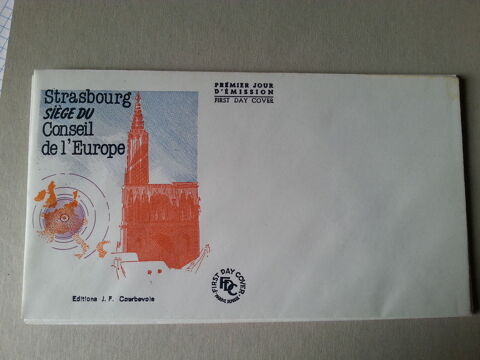 Strasbourg
SIÈGE DU
Conseil
de l'Europe
PREMIER JOUR
D'ÉMISSION
FIRST DAY COVER
Editions J. F. Courbevoie
FIRST DAY COVER
FDC